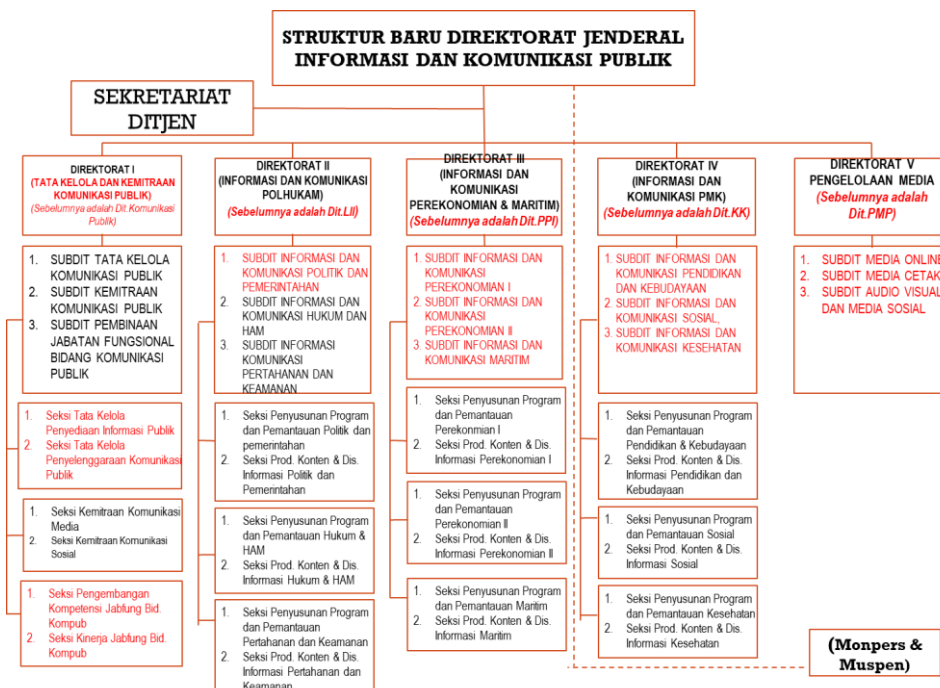 STRUKTUR BARU DIREKTORAT JENDERAL
INFORMASI DAN KOMUNIKASI PUBLIK
SEKRETARIAT
DITJEN
DIREKTORAT I
(TATA KELOLA DAN KEMITRAAN
KOMUNIKASI PUBLIK)
(Sebelumnya adalah Dit.Komunikasi
Publik)
1. SUBDIT TATA KELOLA
KOMUNIKASI PUBLIK
2. SUBDIT KEMITRAAN
KOMUNIKASI PUBLIK
3. SUBDIT PEMBINAAN
JABATAN FUNGSIONAL
BIDANG KOMUNIKASI
PUBLIK
1. Seksi Tata Kelola
Penyediaan Informasi Publik
2. Seksi Tata Kelola
Penyelenggaraan Komunikasi
Publik
1. Seksi Kemitraan Komunikasi
Media
2. Seksi Kemitraan Komunikasi
Sosial
1. Seksi Pengembangan
Kompetensi Jabfung Bid.
Kompub
2. Seksi Kinerja Jabfung Bid.
Kompub
DIREKTORAT II
(INFORMASI DAN KOMUNIKASI
POLHUKAM)
(Sebelumnya adalah Dit.LII)
1. SUBDIT INFORMASI DAN
KOMUNIKASI POLITIK DAN
PEMERINTAHAN
2. SUBDIT INFORMASI DAN
KOMUNIKASI HUKUM DAN
HAM
3. SUBDIT INFORMASI
KOMUNIKASI
PERTAHANAN DAN
KEAMANAN
1. Seksi Penyusunan Program
dan Pemantauan Politik dan
pemerintahan
2. Seksi Prod. Konten & Dis.
Informasi Politik dan
Pemerintahan
1. Seksi Penyusunan Program
dan Pemantauan Hukum &
HAM
2. Seksi Prod. Konten & Dis.
Informasi Hukum & HAM
1. Seksi Penyusunan Program
dan Pemantauan
Pertahanan dan Keamanan
2. Seksi Prod. Konten & Dis.
Informasi Pertahanan dan
Keamanan
DIREKTORAT III
(INFORMASI DAN
KOMUNIKASI
PEREKONOMIAN & MARITIM)
(Sebelumnya adalah Dit.PPI)
1. SUBDIT INFORMASI DAN
KOMUNIKASI
PEREKONOMIAN I
2. SUBDIT INFORMASI DAN
KOMUNIKASI
PEREKONOMIAN II
3. SUBDIT INFORMASI DAN
KOMUNIKASI MARITIM
1. Seksi Penyusunan Program
dan Pemantauan
Perekonmian I
2. Seksi Prod. Konten & Dis.
Informasi Perekonomian I
1. Seksi Penyusunan Program
dan Pemantauan
Perekonomian II
2. Seksi Prod. Konten & Dis.
Informasi Perekonomian II
1. Seksi Penyusunan Program
dan Pemantauan Maritim
2. Seksi Prod. Konten & Dis.
Informasi Maritim
DIREKTORAT IV
(INFORMASI DAN
KOMUNIKASI PMK)
(Sebelumnya adalah Dit.KK)
1. SUBDIT INFORMASI DAN
KOMUNIKASI PENDIDIKAN
DAN KEBUDAYAAN
2. SUBDIT INFORMASI DAN
KOMUNIKASI SOSIAL,
3. SUBDIT INFORMASI DAN
KOMUNIKASI KESEHATAN
1. Seksi Penyusunan Program
dan Pemantauan
Pendidikan & Kebudayaan
2. Seksi Prod. Konten & Dis.
Informasi Pendidikan dan
Kebudayaan
1. Seksi Penyusunan Program
dan Pemantauan Sosial
2. Seksi Prod. Konten & Dis.
Informasi Sosial
1. Seksi Penyusunan Program
dan Pemantauan Kesehatan
2. Seksi Prod. Konten & Dis.
Informasi Kesehatan
DIREKTORAT V
PENGELOLAAN MEDIA
(Sebelumnya adalah
Dit.PMP)
1. SUBDIT MEDIA ONLINE
2. SUBDIT MEDIA CETAK
3. SUBDIT AUDIO VISUAL
DAN MEDIA SOSIAL
(Monpers &
Muspen)